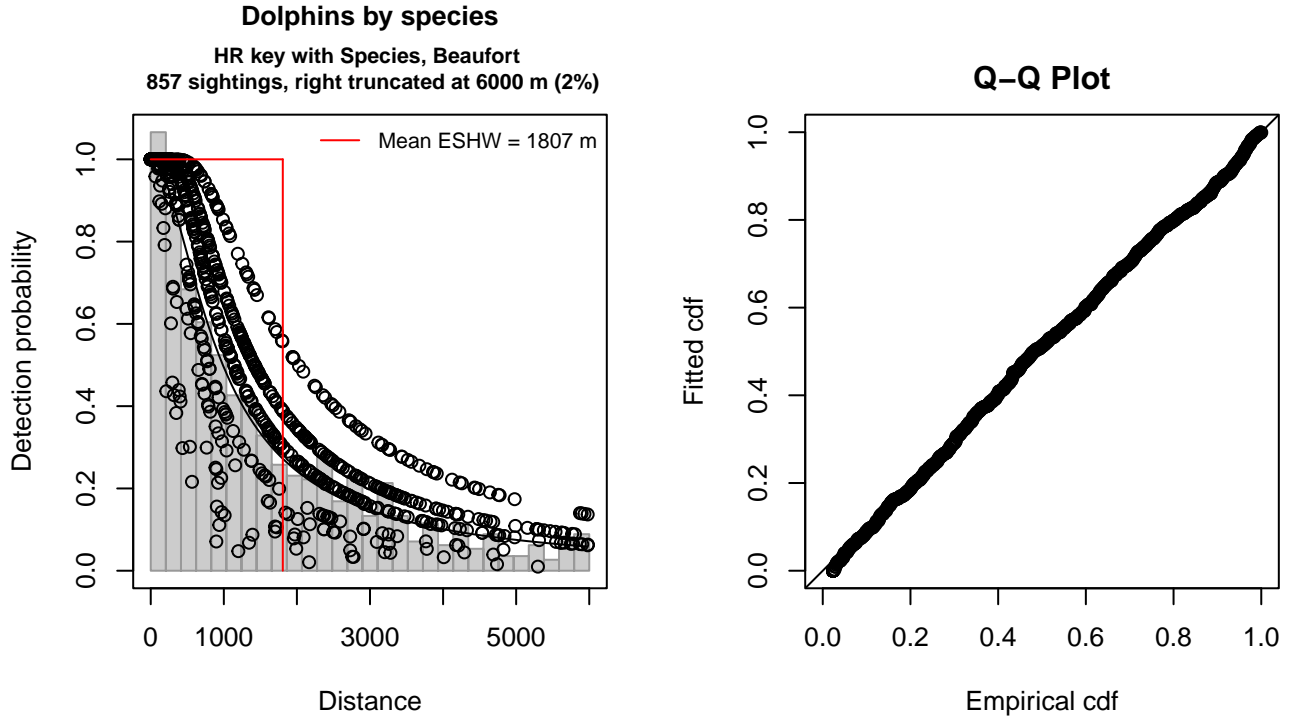 Dolphins by species
HR key with Species, Beaufort
857 sightings, right truncated at 6000 m (2%)
Mean ESHW = 1807 m
Detection probability
0.0 0.2 0.4 0.6 0.8 1.0
0 1000 3000 5000
Distance
Q−Q Plot
Fitted cdf
0.0 0.2 0.4 0.6 0.8 1.0
0.0 0.2 0.4 0.6 0.8 1.0
Empirical cdf